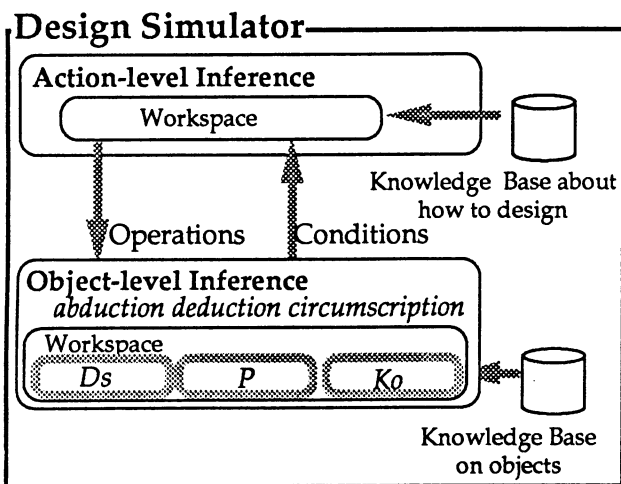 Design Simulator
Action-level Inference
Workspace
Knowledge Base about
how to design
Operations
Conditions
Object-level Inference
abduction deduction circumscription
Workspace
Ds
P
Ko
Knowledge Base
on objects